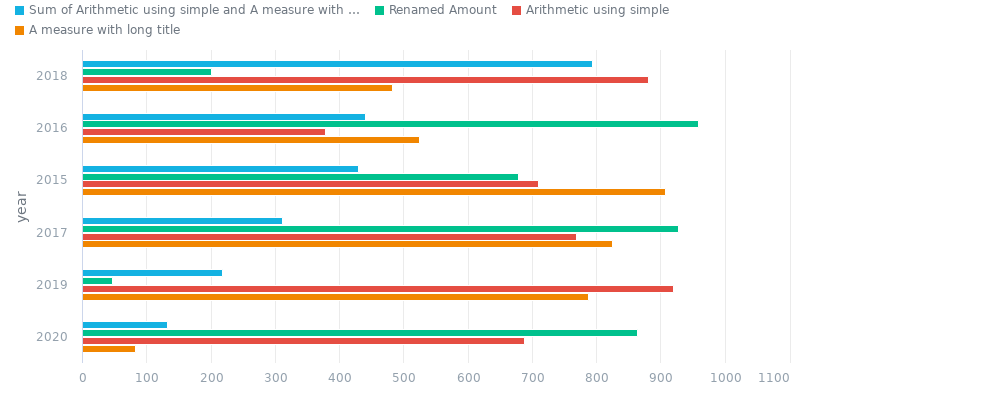 Sum of Arithmetic using simple and A measure with ... Renamed Amount Arithmetic using simple
A measure with long title
year
2018
2016
2015
2017
2019
2020
0 100 200 300 400 500 600 700 800 900 1000 1100